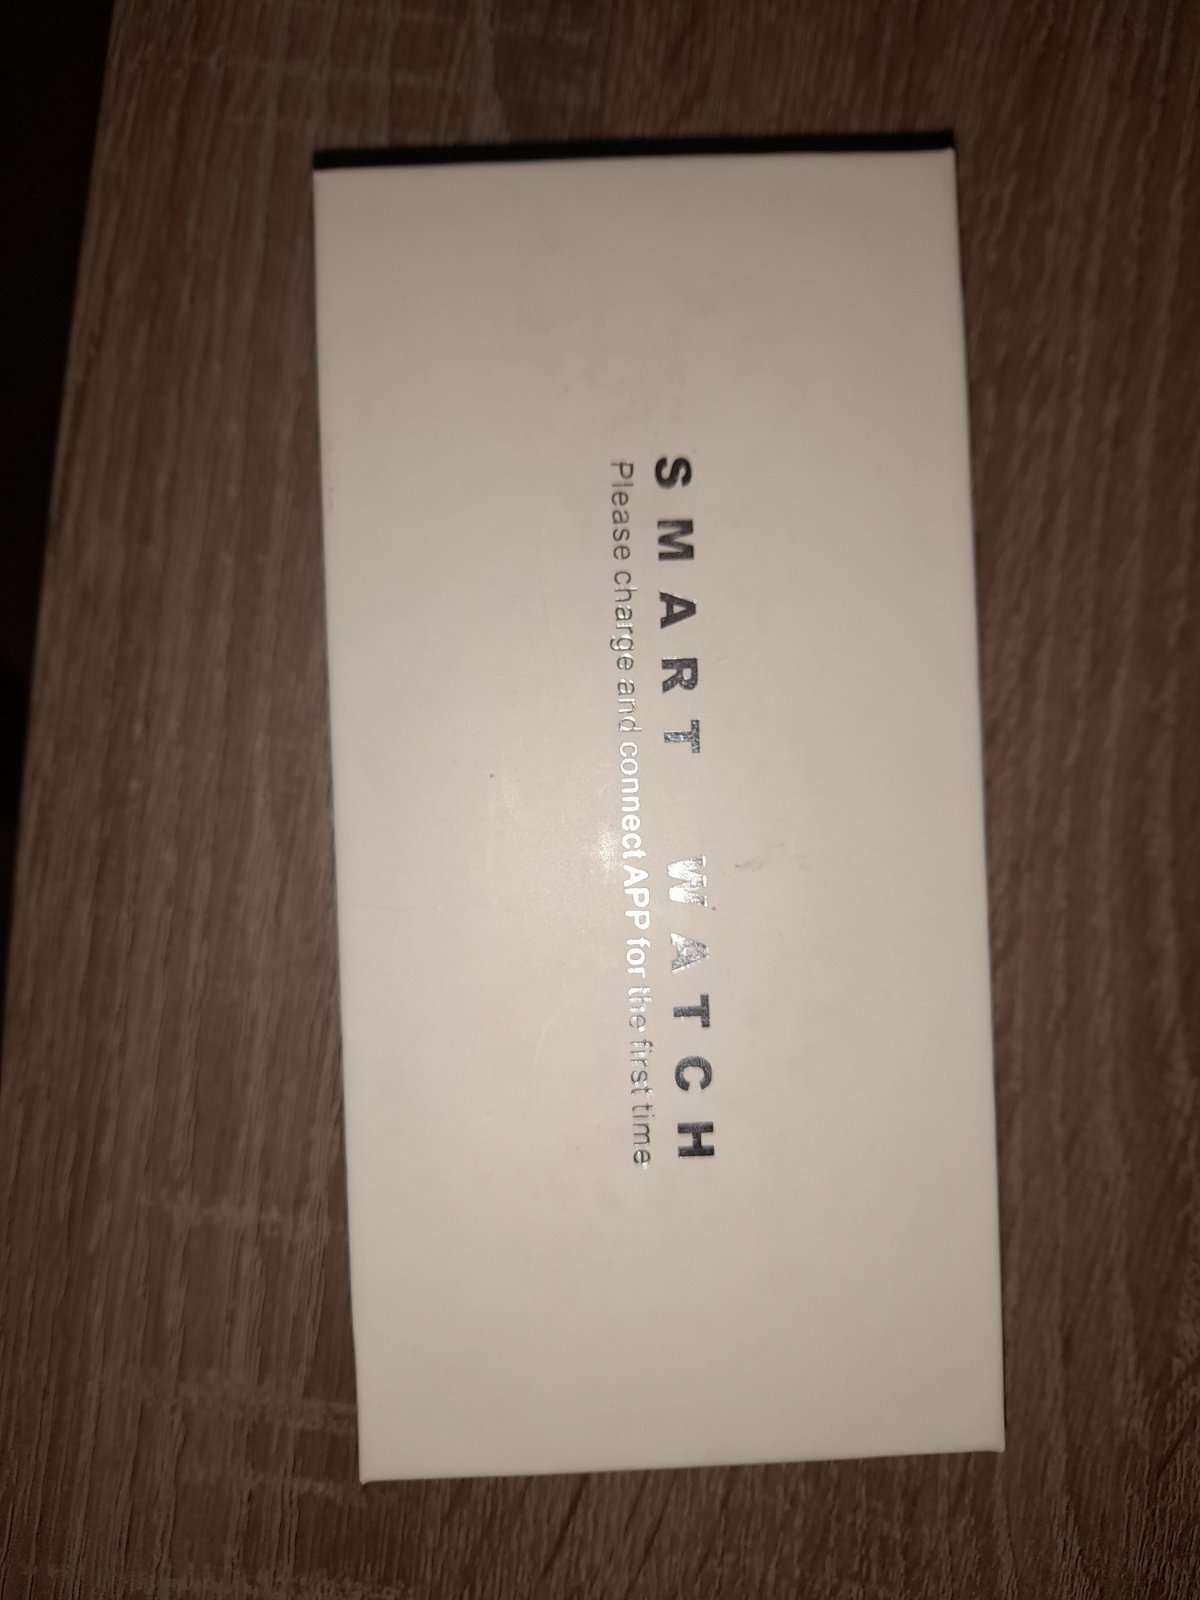 SMART WATCH
Please charge and connect APP for the first time